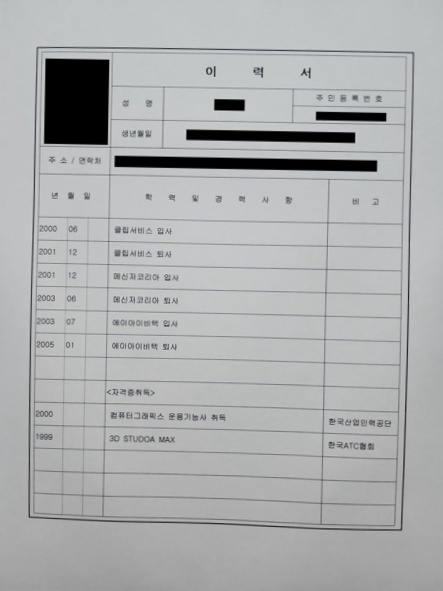 이 력 서
성 명
주 민 등 록 번 호
생년월일
주 소 / 연락처
년 월 일 학 력 및 경 력 사 항 비 고
2000 06 클립서비스 입사
2001 12 클립서비스 퇴사
2001 12 메신저코리아 입사
2003 06 메신저코리아 퇴사
2003 07 에이아이비텍 입사
2005 01 에이아이비텍 퇴사
<자격증취득>
2000 컴퓨터그래픽스 운용기능사 취득 한국산업인력공단
1999 3D STUDOA MAX 한국ATC협회